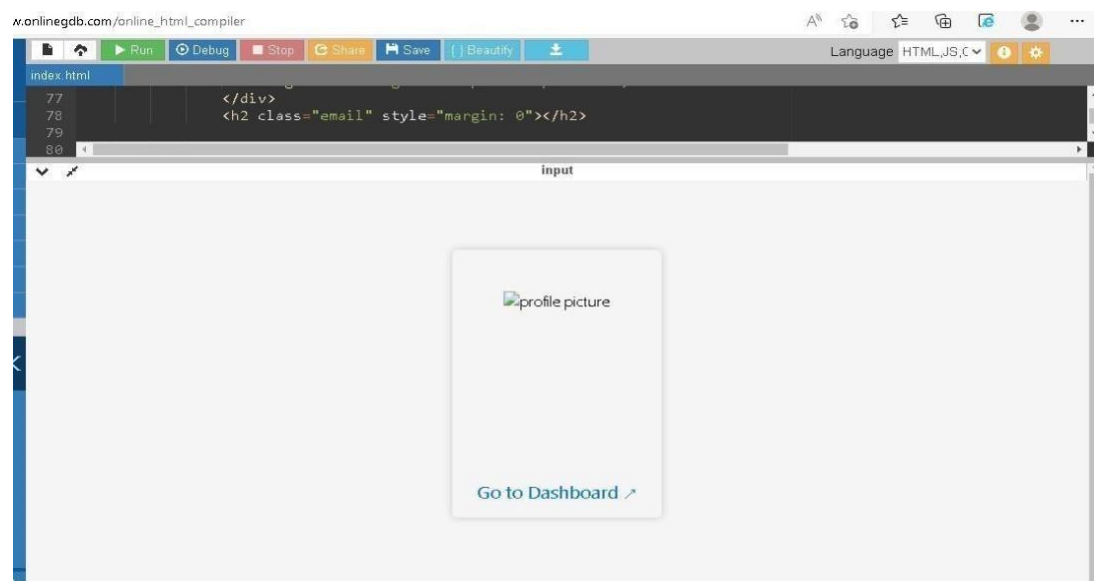 w.onlinegdb.com/online_html_compiler
Run Debug Stop Share Save { } Beautify Language HTML,JS,C
index.html
77 </div>
78 <h2 class="email" style="margin: 0"></h2>
79
80
input
profile picture
Go to Dashboard ↗